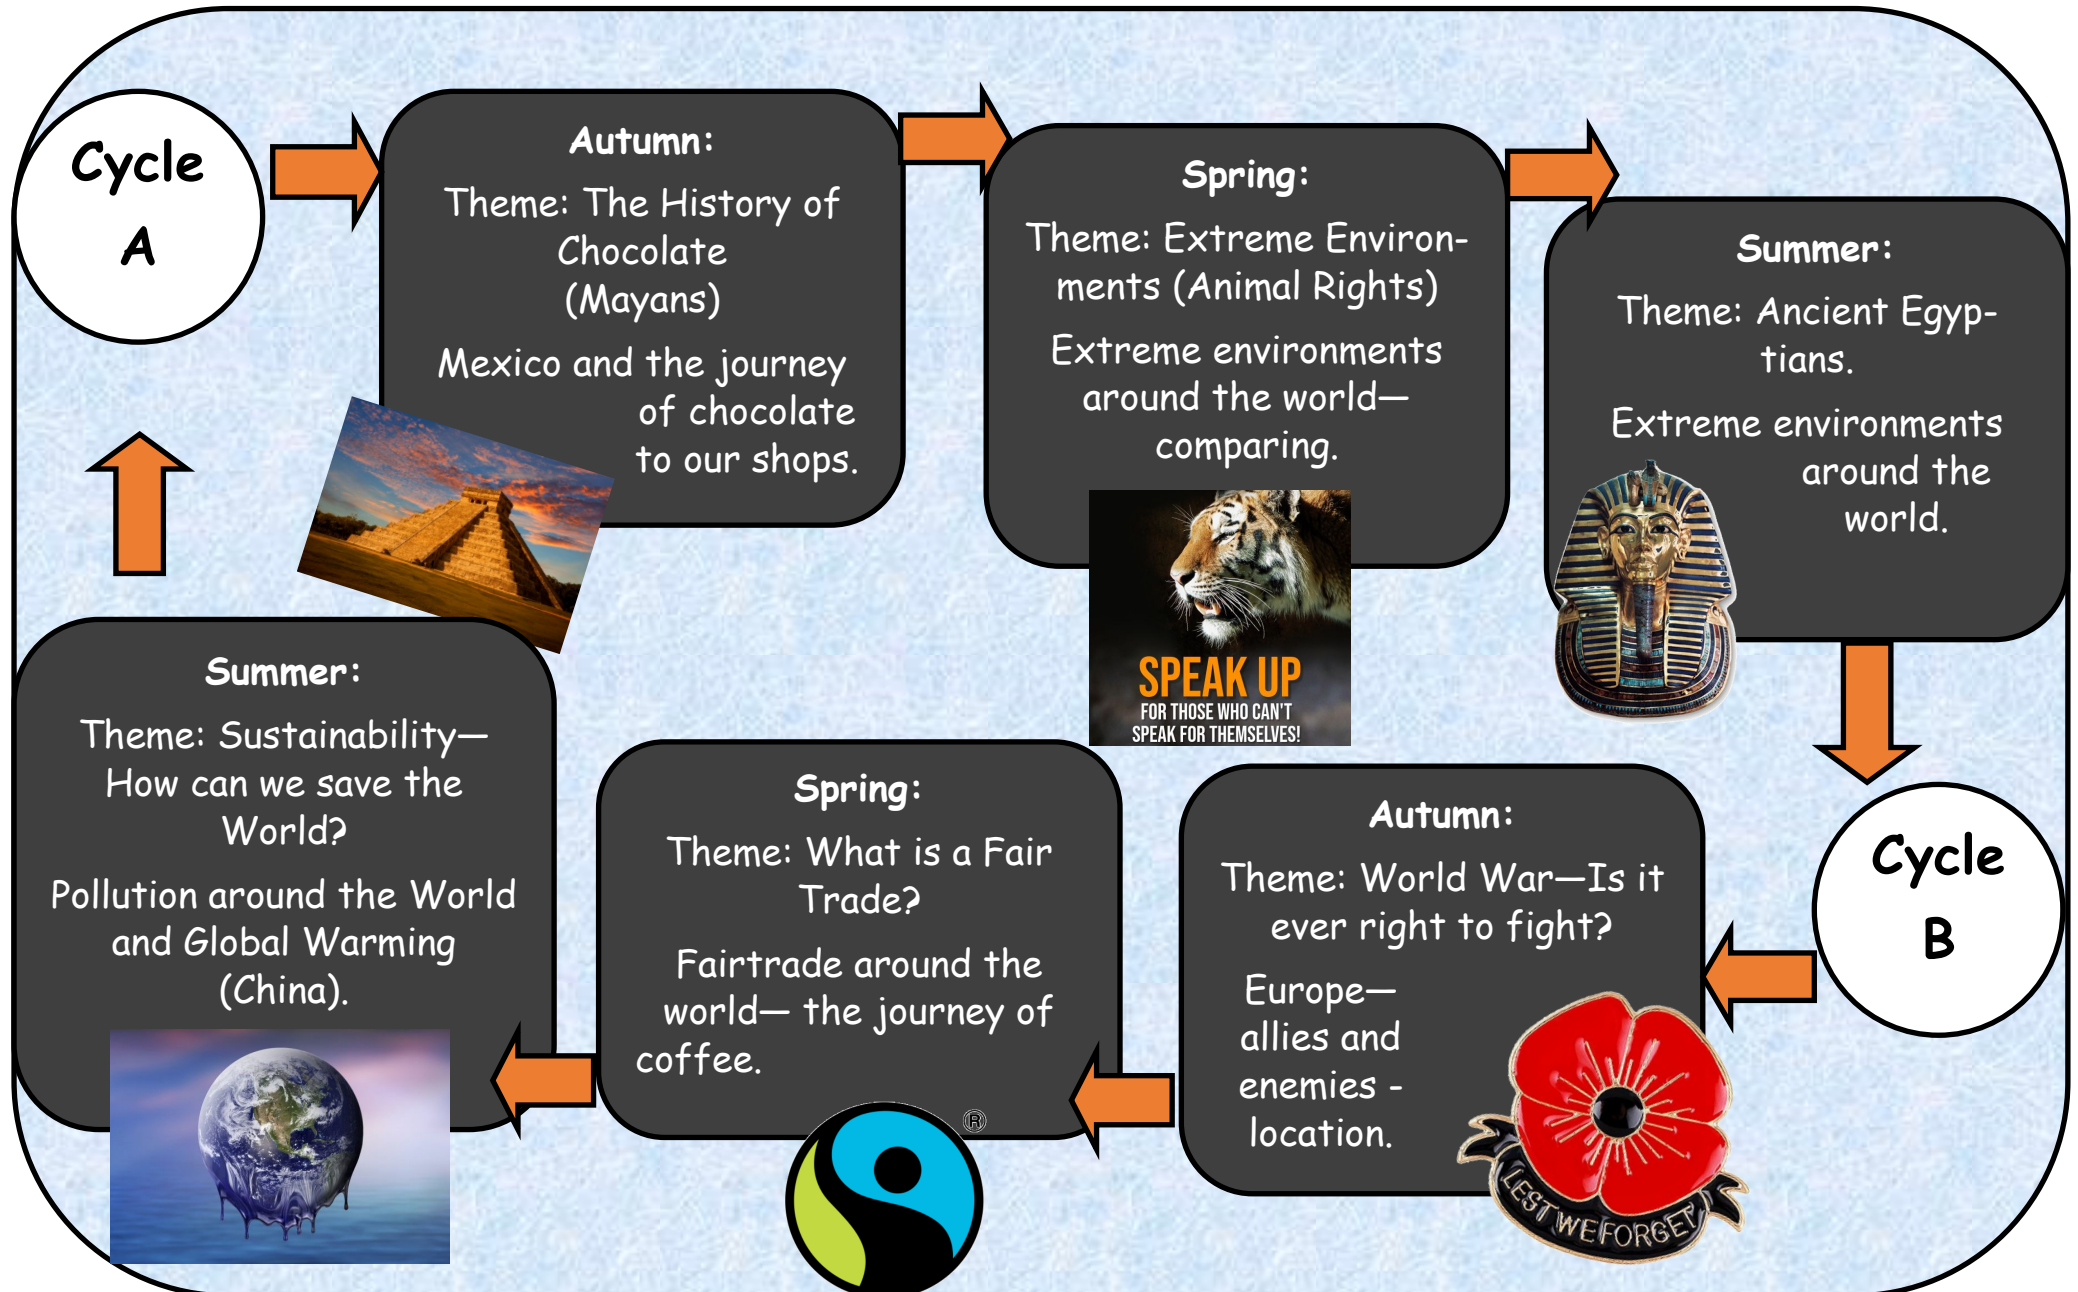 Cycle
A
Autumn:
Theme: The History of
Chocolate
(Mayans)
Mexico and the journey
of chocolate
to our shops.
Spring:
Theme: Extreme Environ-
ments (Animal Rights)
Extreme environments
around the world—
comparing.
SPEAK UP
FOR THOSE WHO CAN'T
SPEAK FOR THEMSELVES!
Summer:
Theme: Ancient Egyp-
tians.
Extreme environments
around the
world.
Cycle
B
Autumn:
Theme: World War—Is it
ever right to fight?
Europe—
allies and
enemies -
location.
LEST WE FORGET
Spring:
Theme: What is a Fair
Trade?
Fairtrade around the
world— the journey of
coffee.
®
Summer:
Theme: Sustainability—
How can we save the
World?
Pollution around the World
and Global Warming
(China).